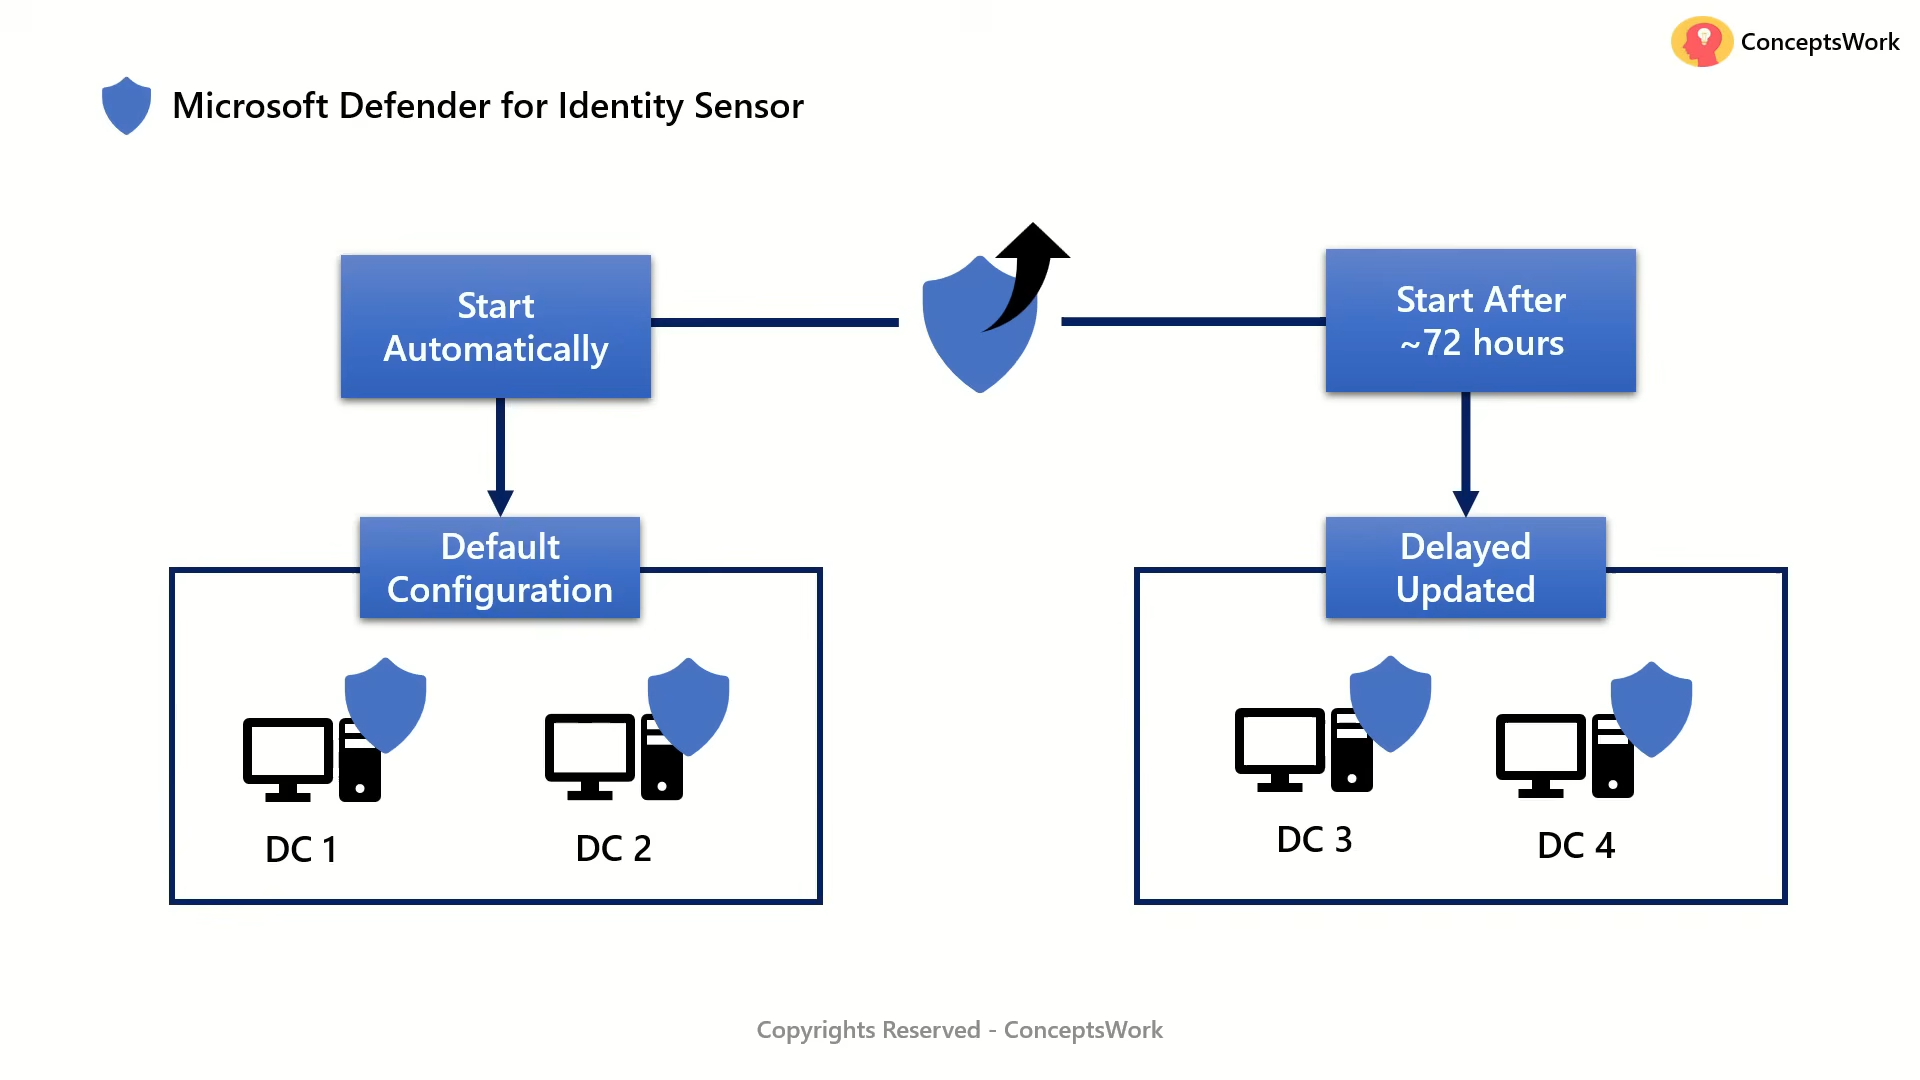 ConceptsWork
Microsoft Defender for Identity Sensor
Start
Automatically
Start After
~72 hours
Default
Configuration
Delayed
Updated
DC 1
DC 2
DC 3
DC 4
Copyrights Reserved - ConceptsWork